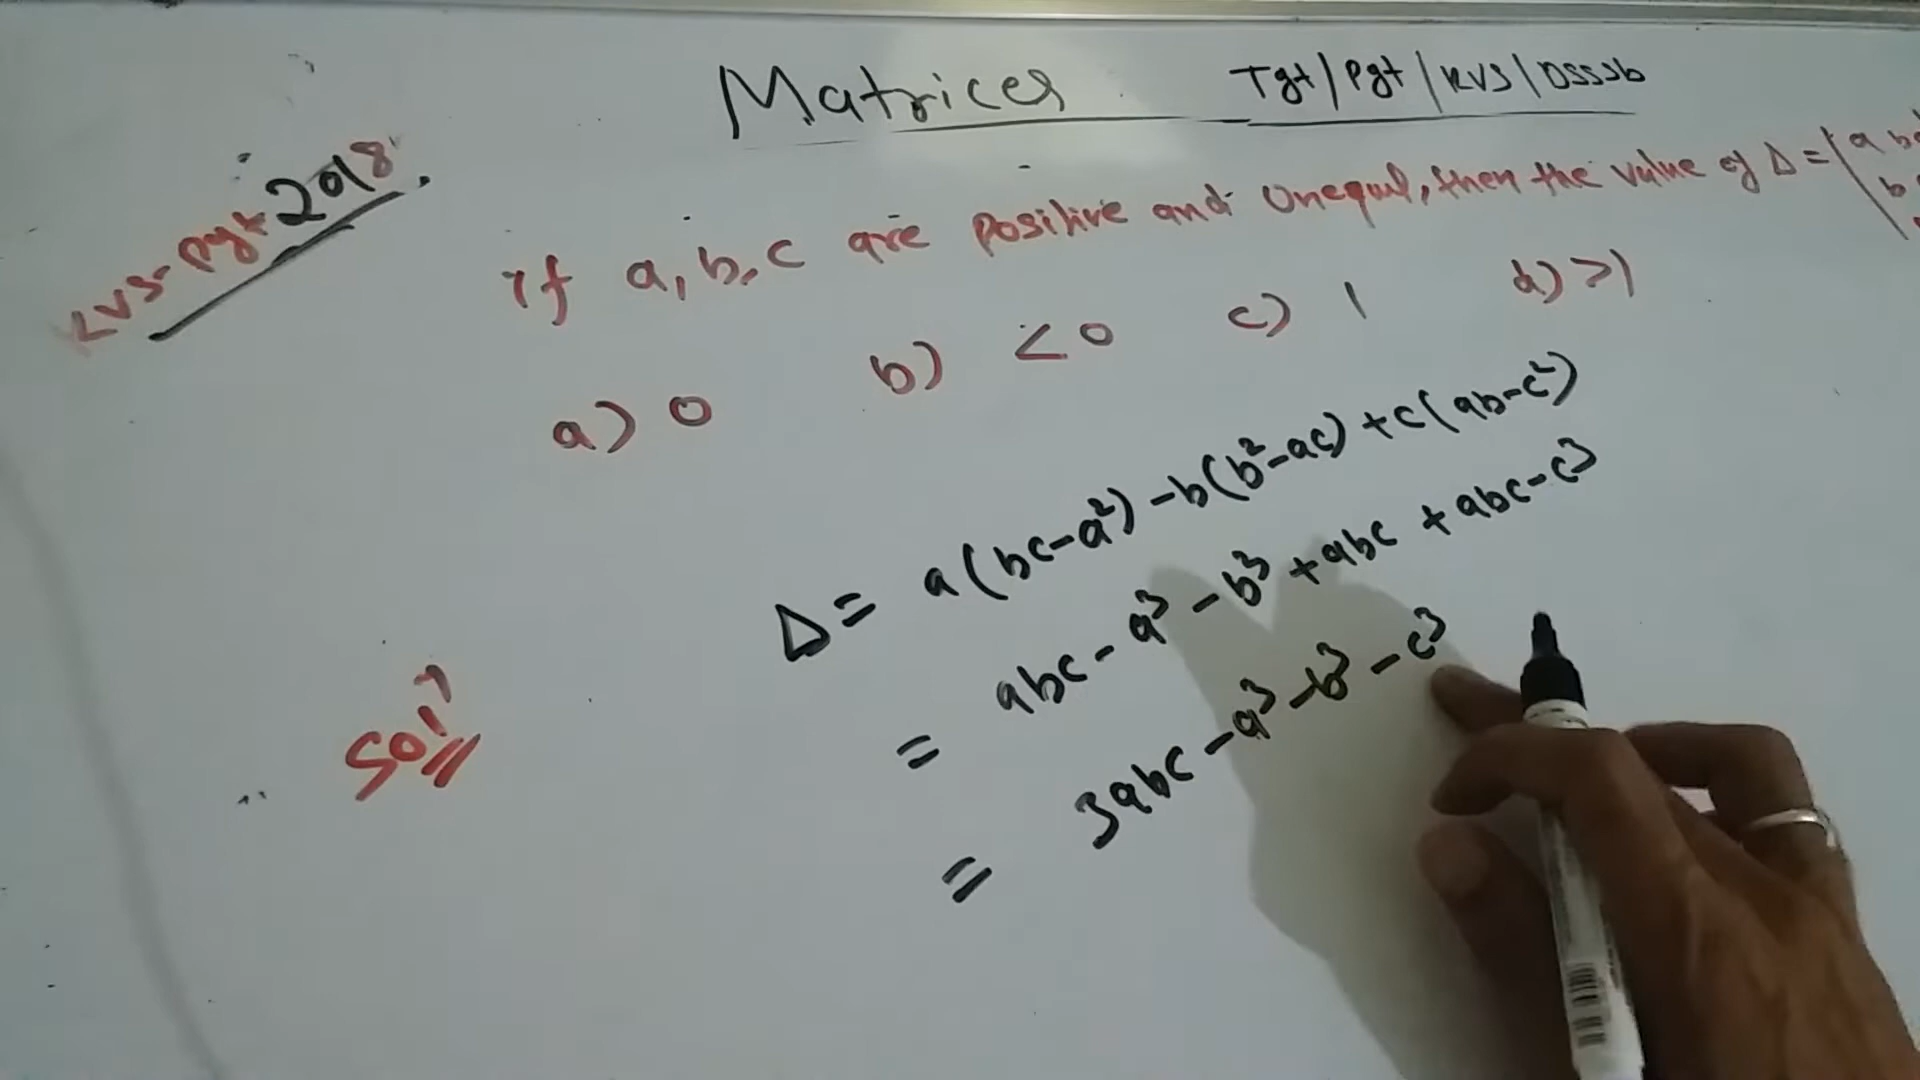 Matrices Tgt/Pgt/KVS/DSSSb
KVS-Pgt 2018
If a, b, c are Positive and Unequal, then the value of Δ = | a b
b
a) 0 b) < 0 c) 1 d) >1
Soln
Δ = a(bc-a²) -b(b²-ac) +c(ab-c²)
= abc - a³ - b³ + abc + abc - c³
= 3abc - a³ - b³ - c³